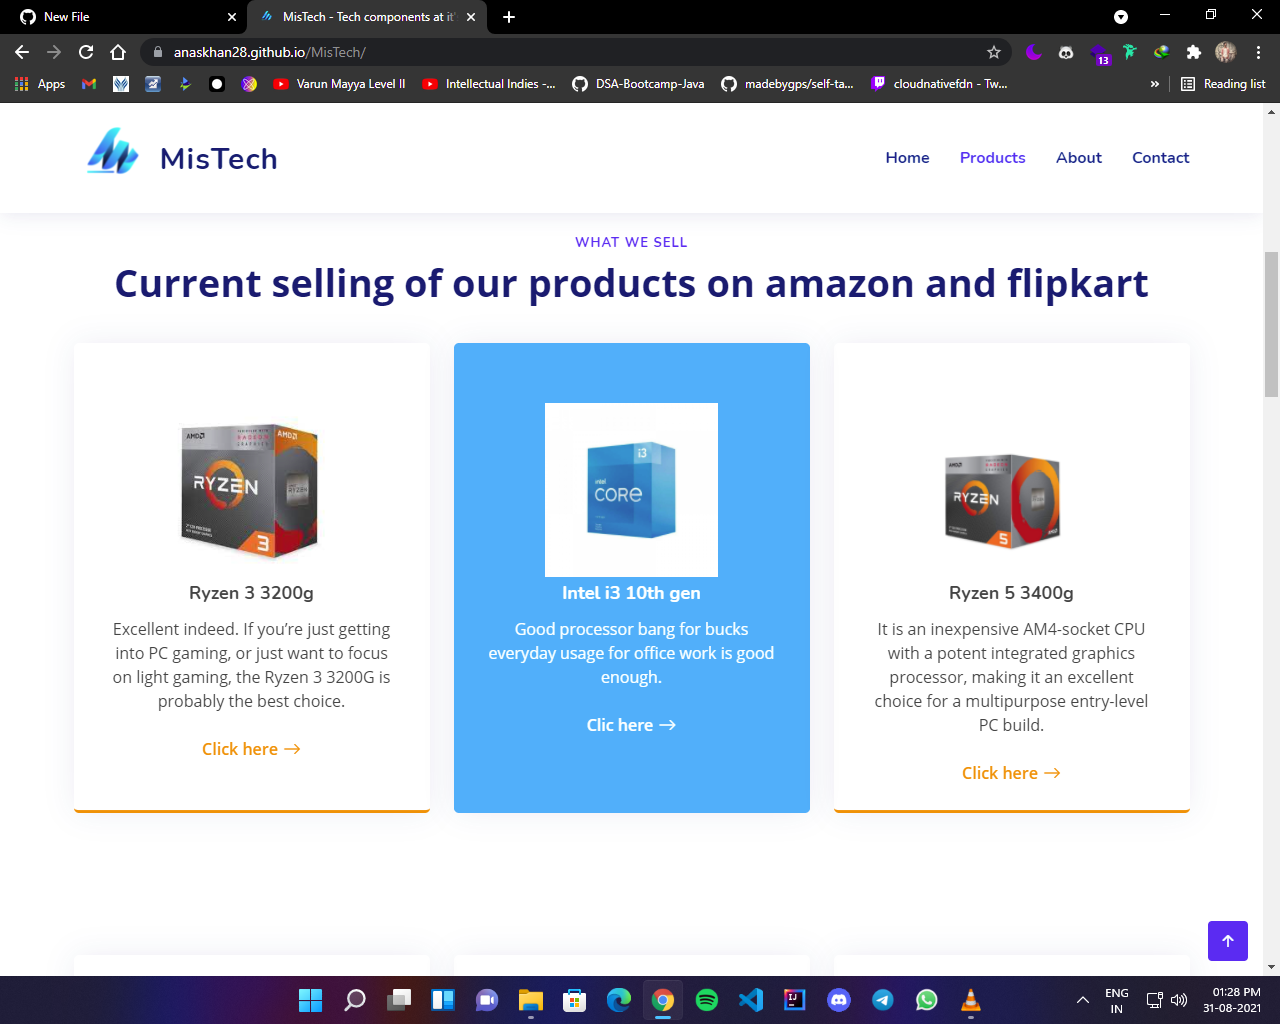 New File
MisTech - Tech components at it'
anaskhan28.github.io/MisTech/
13
Apps
Varun Mayya Level II
Intellectual Indies -...
DSA-Bootcamp-Java
madebygps/self-ta...
cloudnativefdn - Tw...
»
Reading list
MisTech
Home
Products
About
Contact
WHAT WE SELL
Current selling of our products on amazon and flipkart
AMD
RADEON
AMD
RYZEN
RYZEN
3
Ryzen 3 3200g
Excellent indeed. If you’re just getting
into PC gaming, or just want to focus
on light gaming, the Ryzen 3 3200G is
probably the best choice.
Click here →
i3
intel
CORE
Intel i3 10th gen
Good processor bang for bucks
everyday usage for office work is good
enough.
Clic here →
AMD
RYZEN
5
Ryzen 5 3400g
It is an inexpensive AM4-socket CPU
with a potent integrated graphics
processor, making it an excellent
choice for a multipurpose entry-level
PC build.
Click here →
IJ
ENG
IN
01:28 PM
31-08-2021